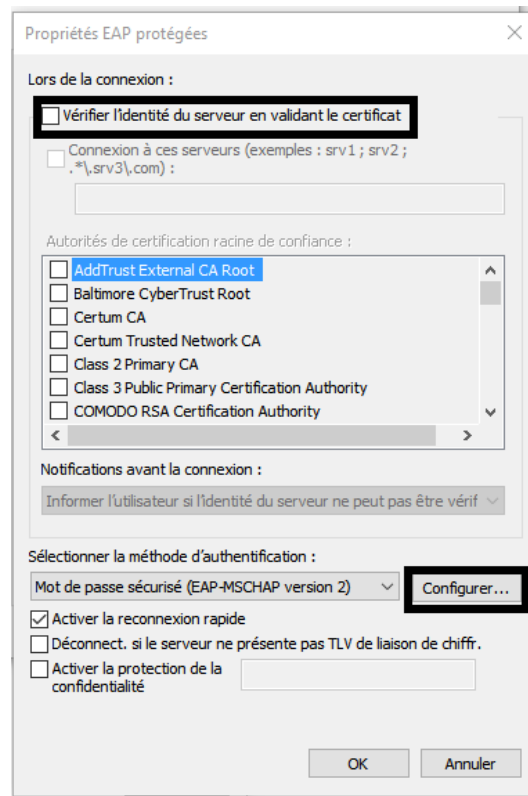 Propriétés EAP protégées
Lors de la connexion :
Vérifier l'identité du serveur en validant le certificat
Connexion à ces serveurs (exemples : srv1 ; srv2 ;
.*\.srv3\.com) :
Autorités de certification racine de confiance :
AddTrust External CA Root
Baltimore CyberTrust Root
Certum CA
Certum Trusted Network CA
Class 2 Primary CA
Class 3 Public Primary Certification Authority
COMODO RSA Certification Authority
Notifications avant la connexion :
Informer l'utilisateur si l'identité du serveur ne peut pas être vérif
Sélectionner la méthode d'authentification :
Mot de passe sécurisé (EAP-MSCHAP version 2)
Configurer...
Activer la reconnexion rapide
Déconnect. si le serveur ne présente pas TLV de liaison de chiffr.
Activer la protection de la
confidentialité
OK
Annuler